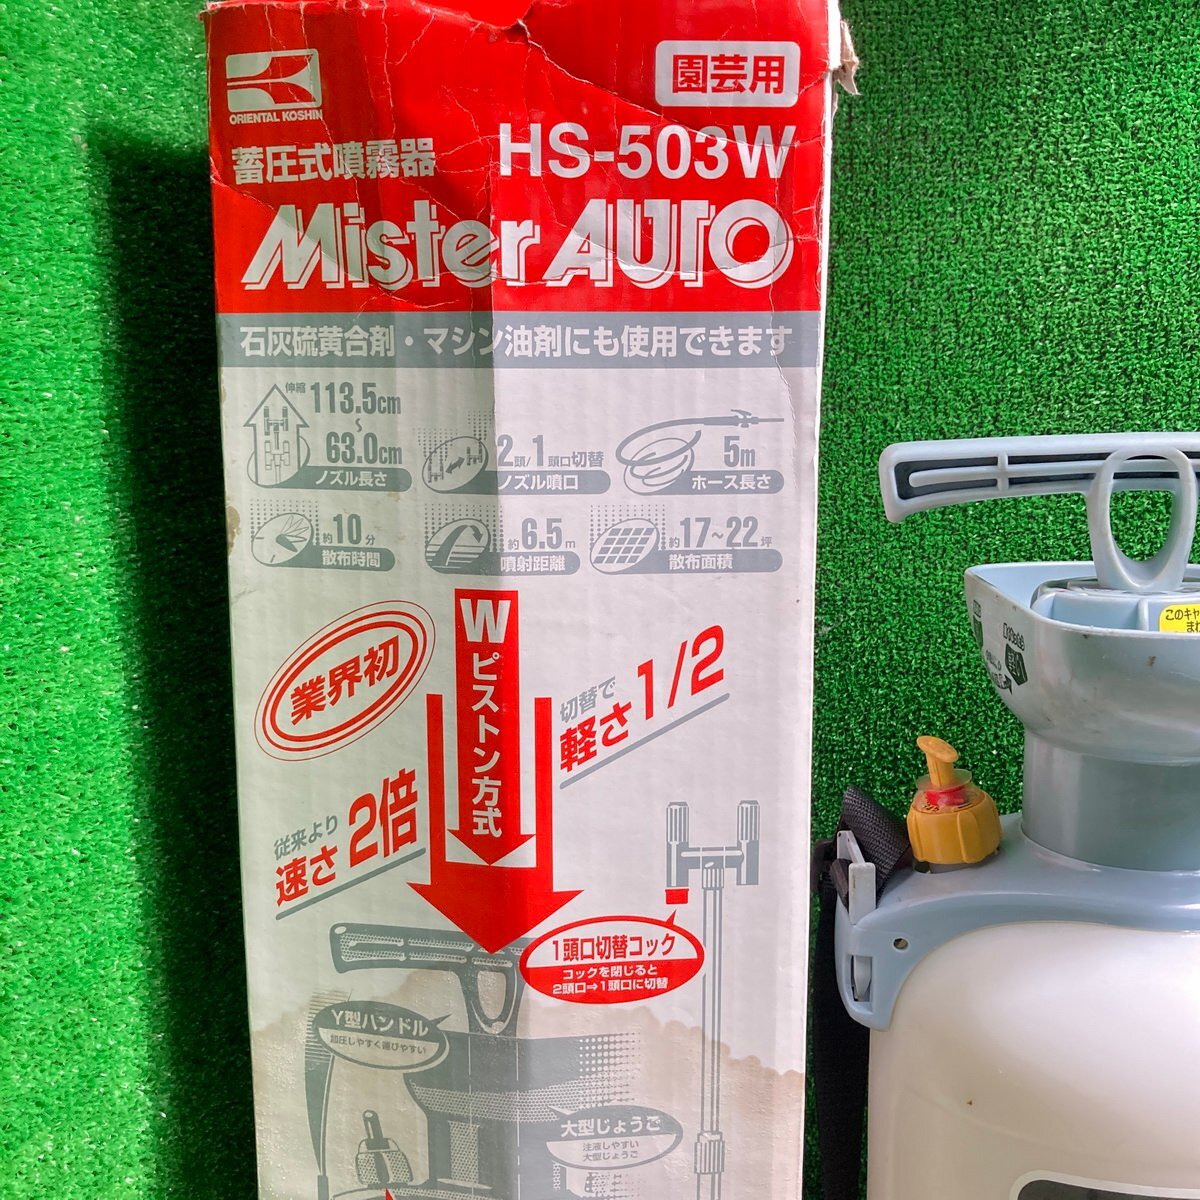 園芸用
ORIENTAL KOSHIN
蓄圧式噴霧器
HS-503W
Mister AUTO
石灰硫黄合剤・マシン油剤にも使用できます
伸縮113.5cm
~
63.0cm
ノズル長さ
2頭/1頭口切替
ノズル噴口
5m
ホース長さ
約10分
散布時間
約6.5m
噴射距離
約17~22坪
散布面積
業界初
Wピストン方式
切替で
軽さ1/2
従来より
速さ2倍
1頭口切替コック
コックを閉じると
2頭口⇒1頭口に切替
Y型ハンドル
加圧しやすく運びやすい
大型じょうご
注液しやすい
大型じょうご
このキャ
まわ